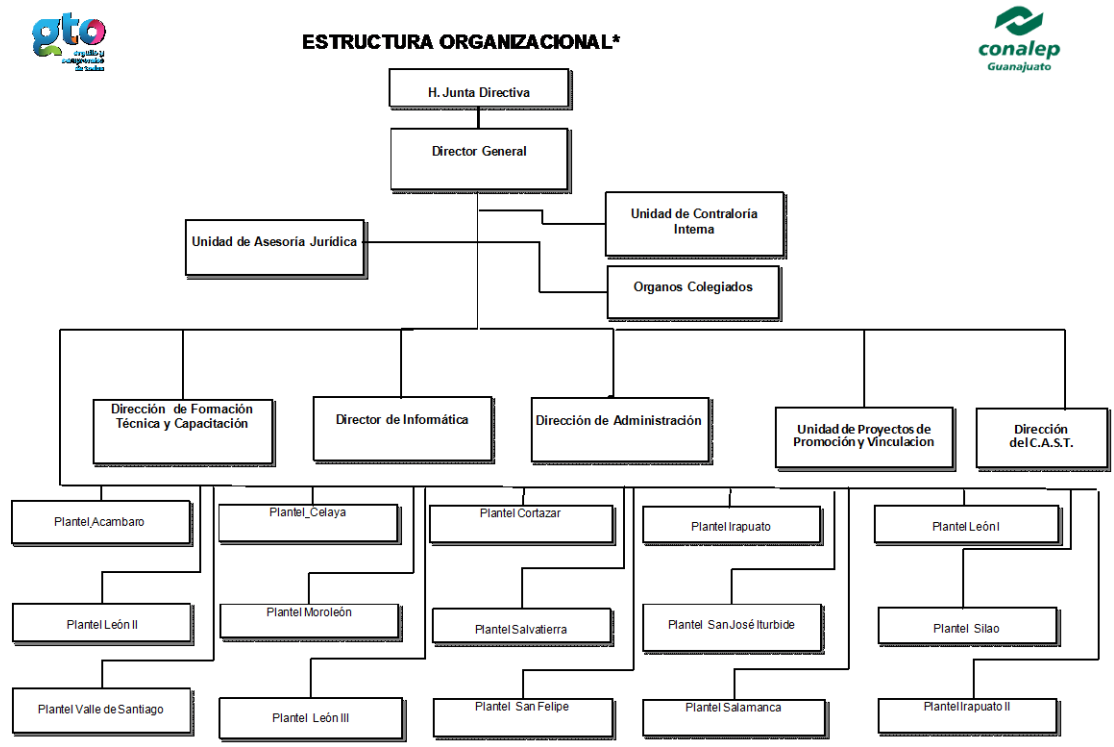 gto
orgullo y
compromiso
de todos
ESTRUCTURA ORGANIZACIONAL*
conalep
Guanajuato
H. Junta Directiva
Director General
Unidad de Contraloría
Interna
Unidad de Asesoría Jurídica
Organos Colegiados
Dirección de Formación
Técnica y Capacitación
Director de Informática
Dirección de Administración
Unidad de Proyectos de
Promoción y Vinculacion
Dirección
del C.A.S.T.
Plantel Acambaro
Plantel Celaya
Plantel Cortazar
Plantel Irapuato
Plantel León I
Plantel León II
Plantel Moroleón
Plantel Salvatierra
Plantel San José Iturbide
Plantel Silao
Plantel Valle de Santiago
Plantel León III
Plantel San Felipe
Plantel Salamanca
Plantel Irapuato II